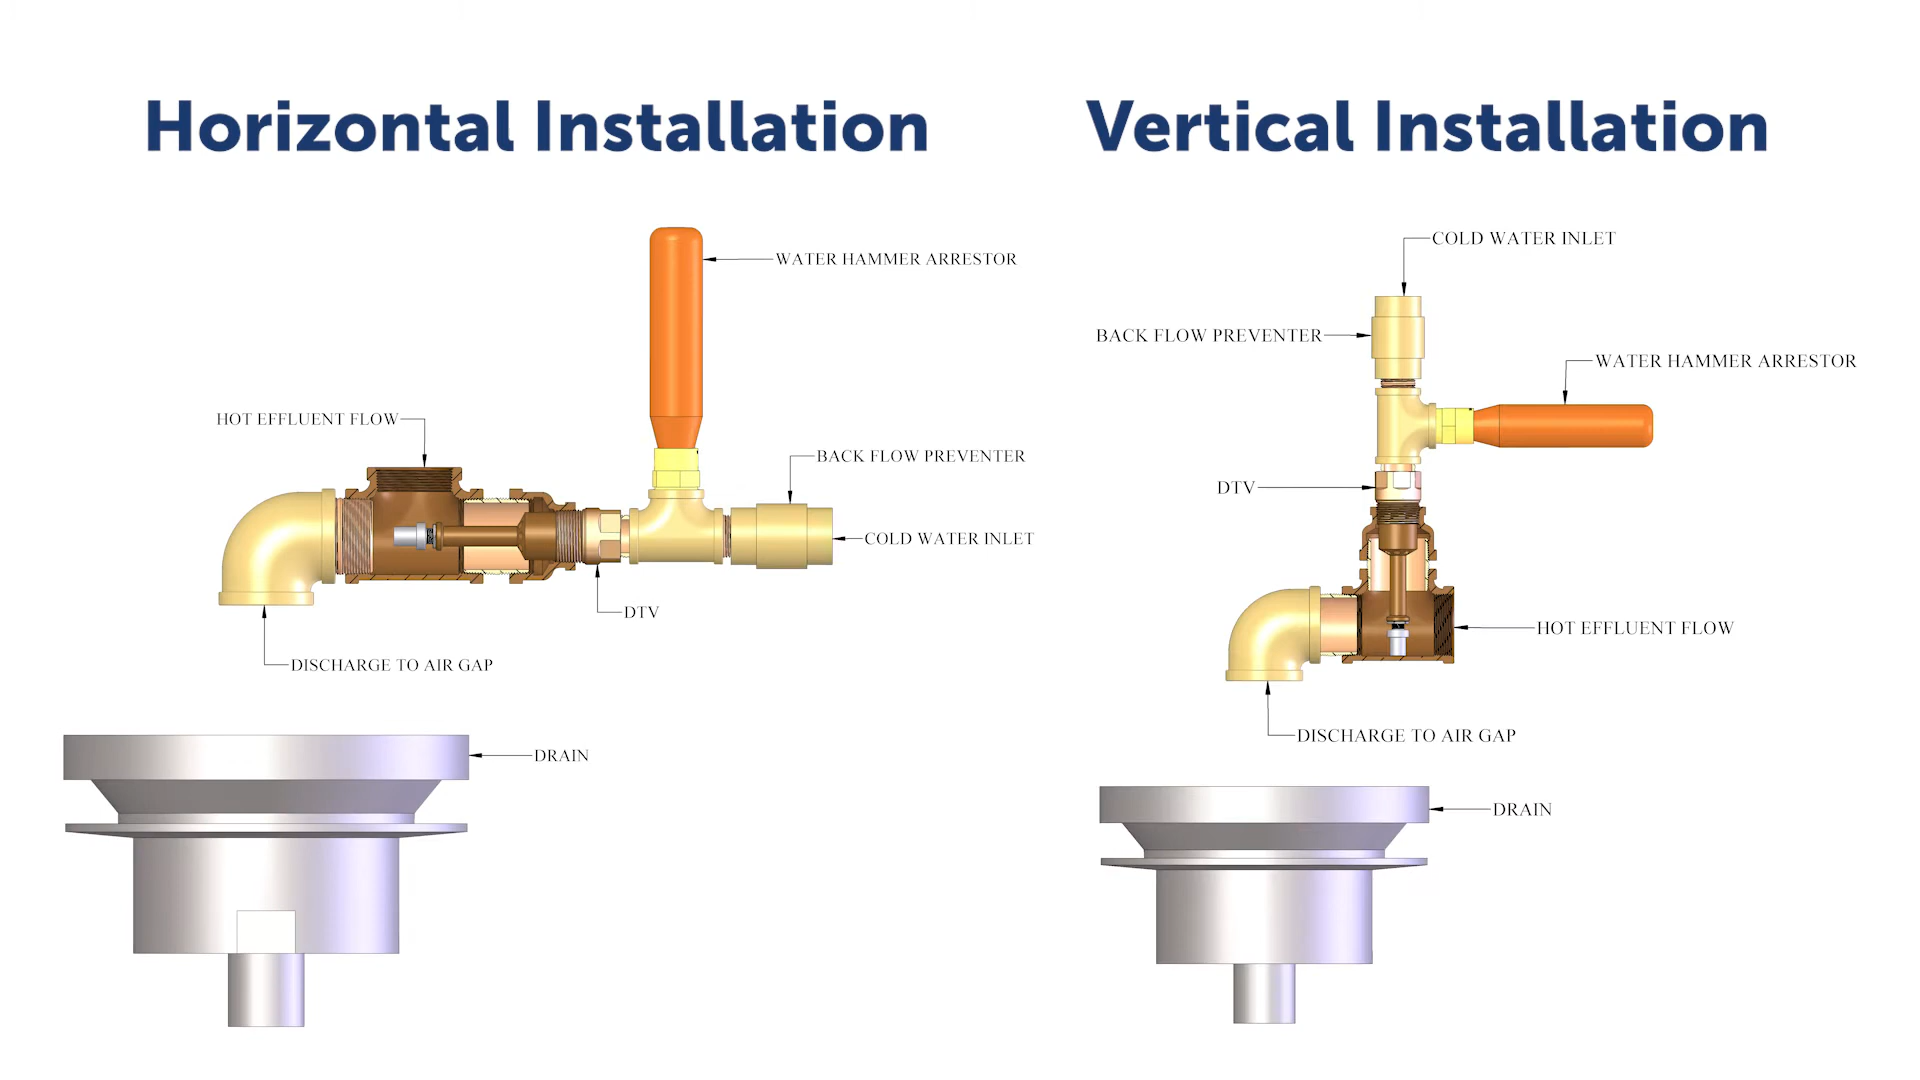 Horizontal Installation
WATER HAMMER ARRESTOR
HOT EFFLUENT FLOW
BACK FLOW PREVENTER
COLD WATER INLET
DTV
DISCHARGE TO AIR GAP
DRAIN
Vertical Installation
COLD WATER INLET
BACK FLOW PREVENTER
WATER HAMMER ARRESTOR
DTV
HOT EFFLUENT FLOW
DISCHARGE TO AIR GAP
DRAIN